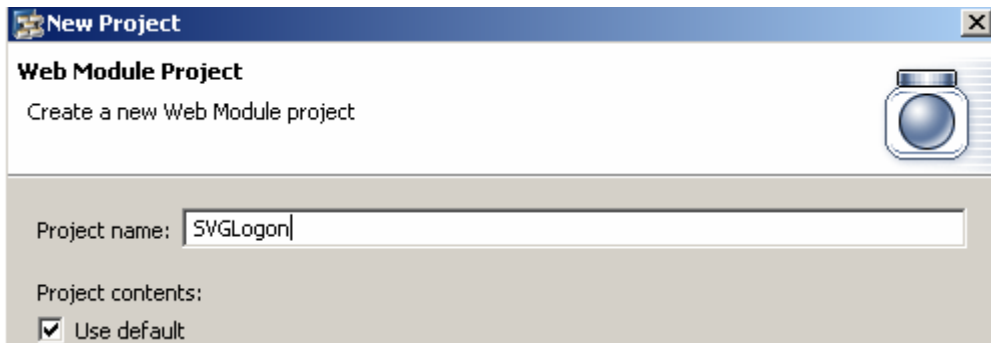 New Project
Web Module Project
Create a new Web Module project
Project name: SVGLogon
Project contents:
Use default